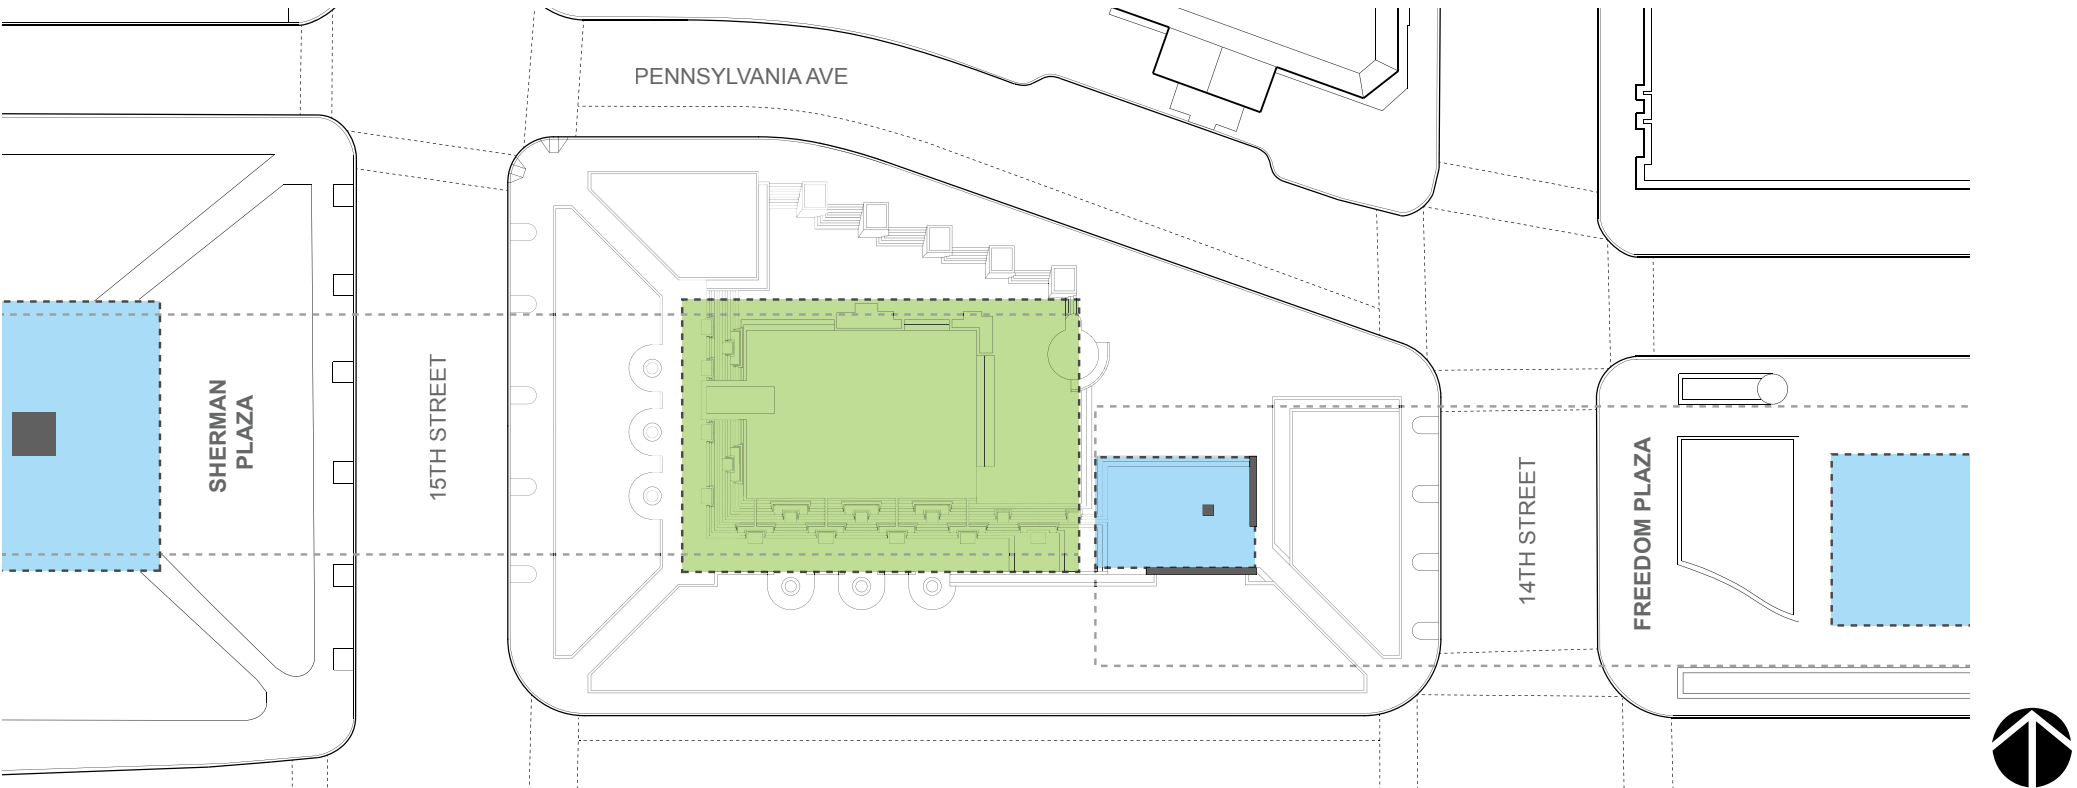 PENNSYLVANIA AVE
SHERMAN
PLAZA
15TH STREET
14TH STREET
FREEDOM PLAZA